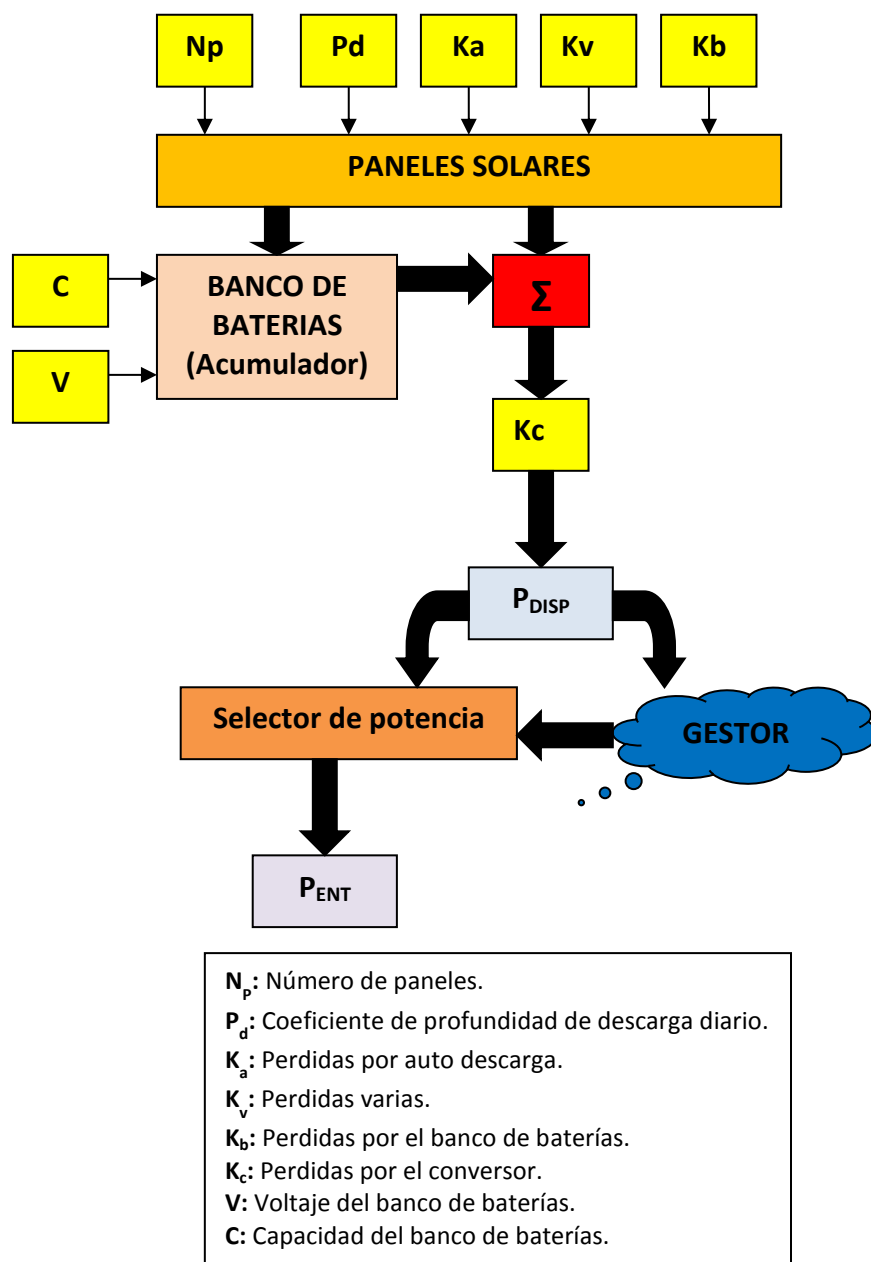 Np Pd Ka Kv Kb
PANELES SOLARES
C
BANCO DE
BATERIAS
(Acumulador)
Σ
V
Kc
PDISP
Selector de potencia
GESTOR
PENT
Np: Número de paneles.
Pd: Coeficiente de profundidad de descarga diario.
Ka: Perdidas por auto descarga.
Kv: Perdidas varias.
Kb: Perdidas por el banco de baterías.
Kc: Perdidas por el conversor.
V: Voltaje del banco de baterías.
C: Capacidad del banco de baterías.